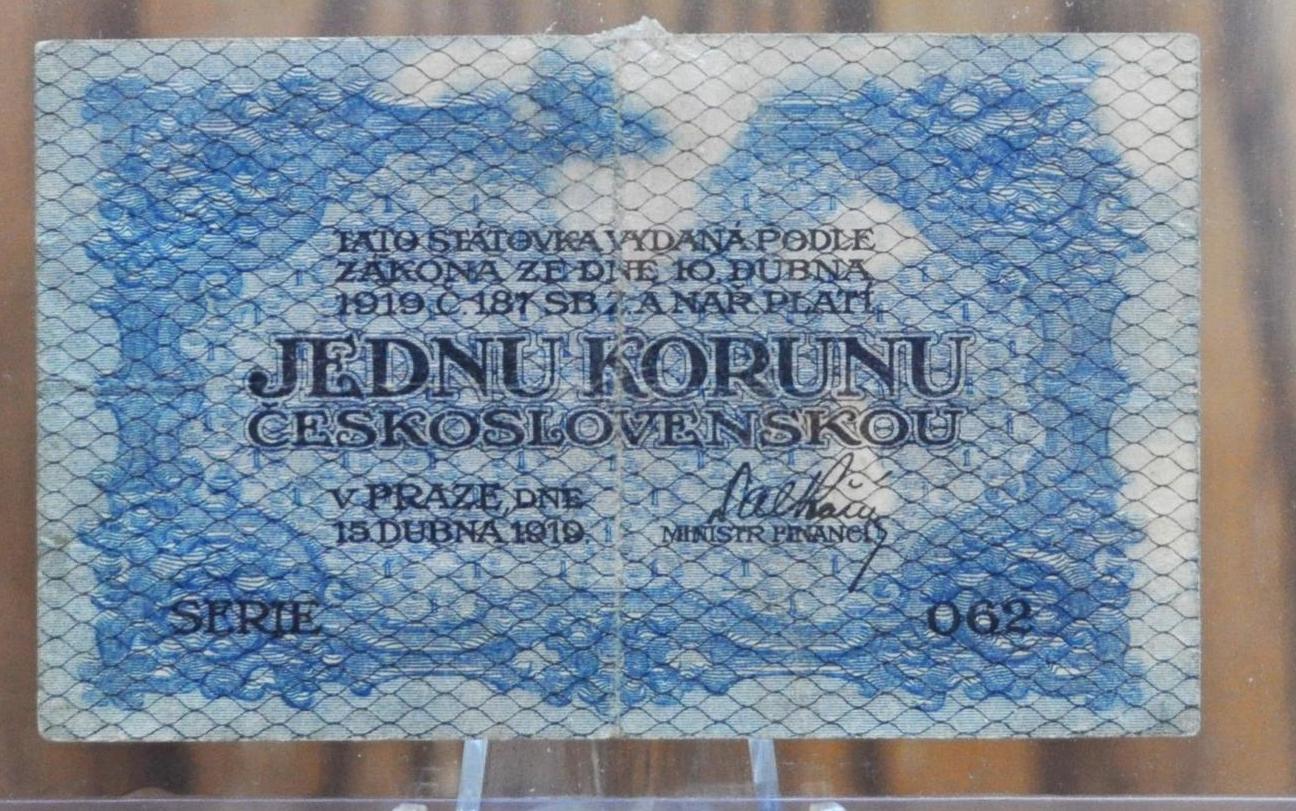 TATO STÁTOVKA VYDANÁ PODLE
ZÁKONA ZE DNE 10. DUBNA
1919, Č. 187 SB. Z. A NAŘ. PLATÍ
JEDNU KORUNU
ČESKOSLOVENSKOU
V PRAZE, DNE
15. DUBNA 1919.
MINISTR FINANCÍ
SERIE 062